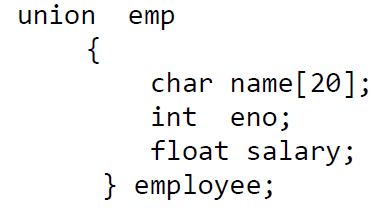 union  emp
{
char name[20];
int  eno;
float salary;
} employee;